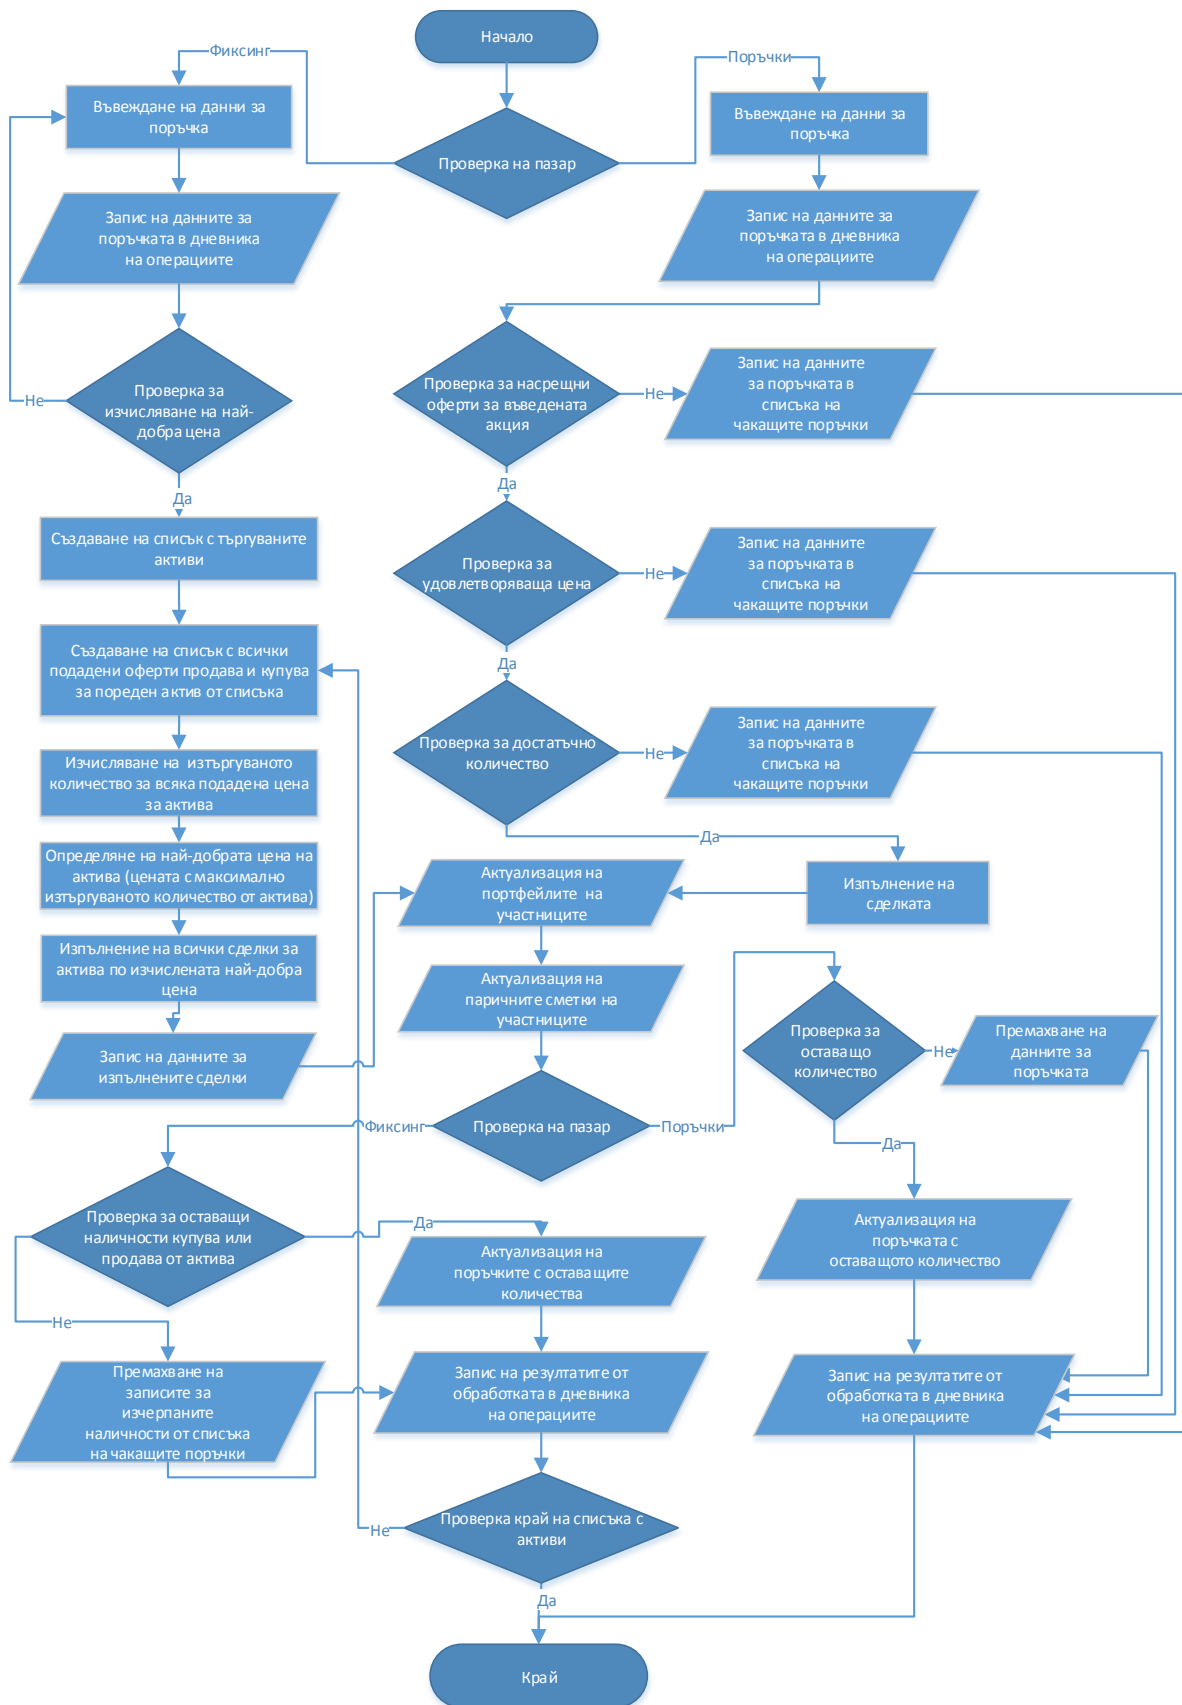 Начало
Фиксинг
Поръчки
Въвеждане на данни за
поръчка
Въвеждане на данни за
поръчка
Проверка на пазар
Запис на данните за
поръчката в дневника
на операциите
Запис на данните за
поръчката в дневника
на операциите
Проверка за
изчисляване на най-
добра цена
Не
Да
Проверка за насрещни
оферти за въведената
акция
Не
Запис на данните
за поръчката в
списъка на
чакащите поръчки
Да
Създаване на списък с търгуваните
активи
Проверка за
удовлетворяваща цена
Не
Запис на данните
за поръчката в
списъка на
чакащите поръчки
Да
Създаване на списък с всички
подадени оферти продава и купува
за пореден актив от списъка
Проверка за достатъчно
количество
Не
Запис на данните
за поръчката в
списъка на
чакащите поръчки
Да
Изчисляване на изтъргуваното
количество за всяка подадена цена
за актива
Определяне на най-добрата цена на
актива (цената с максимално
изтъргуваното количество от актива)
Актуализация на
портфейлите на
участниците
Изпълнение на
сделката
Изпълнение на всички сделки за
актива по изчислената най-добра
цена
Актуализация на
паричните сметки на
участниците
Запис на данните за
изпълнените сделки
Проверка за
оставащо
количество
Не
Премахване на
данните за
поръчката
Фиксинг
Проверка на пазар
Поръчки
Да
Проверка за оставащи
наличности купува или
продава от актива
Да
Не
Актуализация на
поръчките с оставащите
количества
Актуализация на
поръчката с
оставащото количество
Премахване на
записите за
изчерпаните
наличности от списъка
на чакащите поръчки
Запис на резултатите от
обработката в дневника
на операциите
Запис на резултатите от
обработката в дневника
на операциите
Проверка край на списъка с
активи
Не
Да
Край